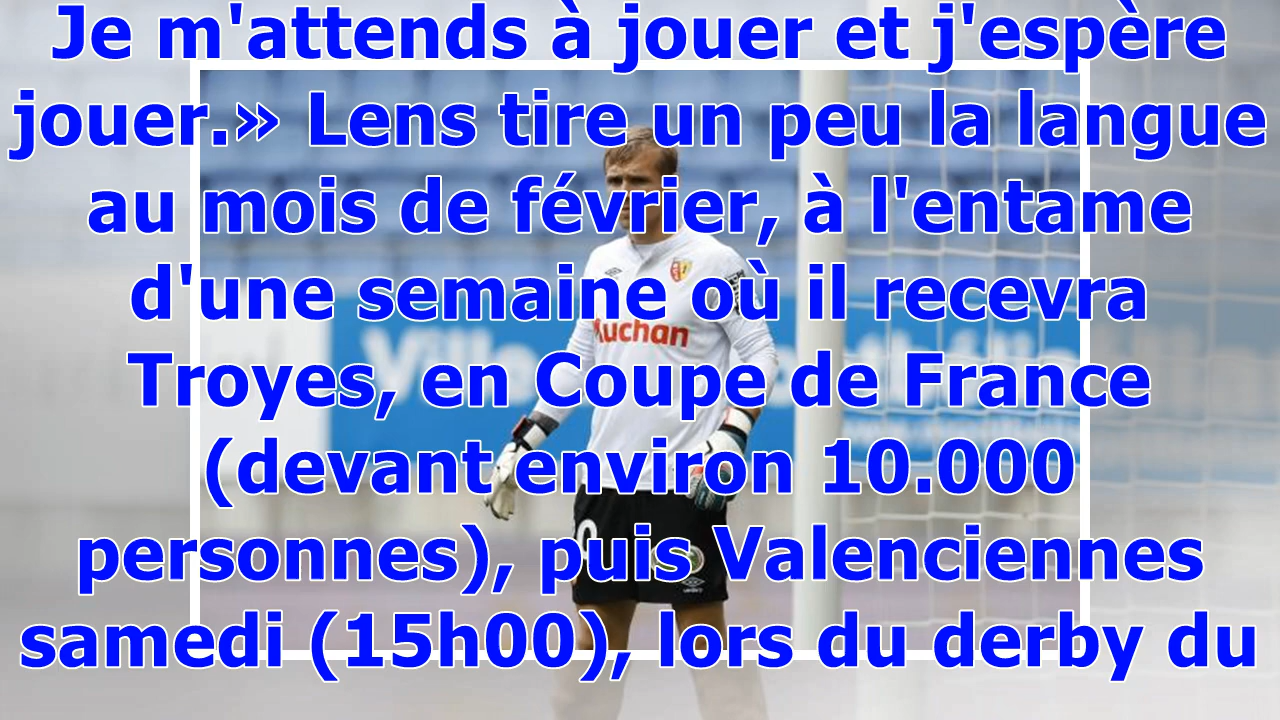 Je m'attends à jouer et j'espère
jouer.» Lens tire un peu la langue
au mois de février, à l'entame
d'une semaine où il recevra
Troyes, en Coupe de France
(devant environ 10.000
personnes), puis Valenciennes
samedi (15h00), lors du derby du
Auchan